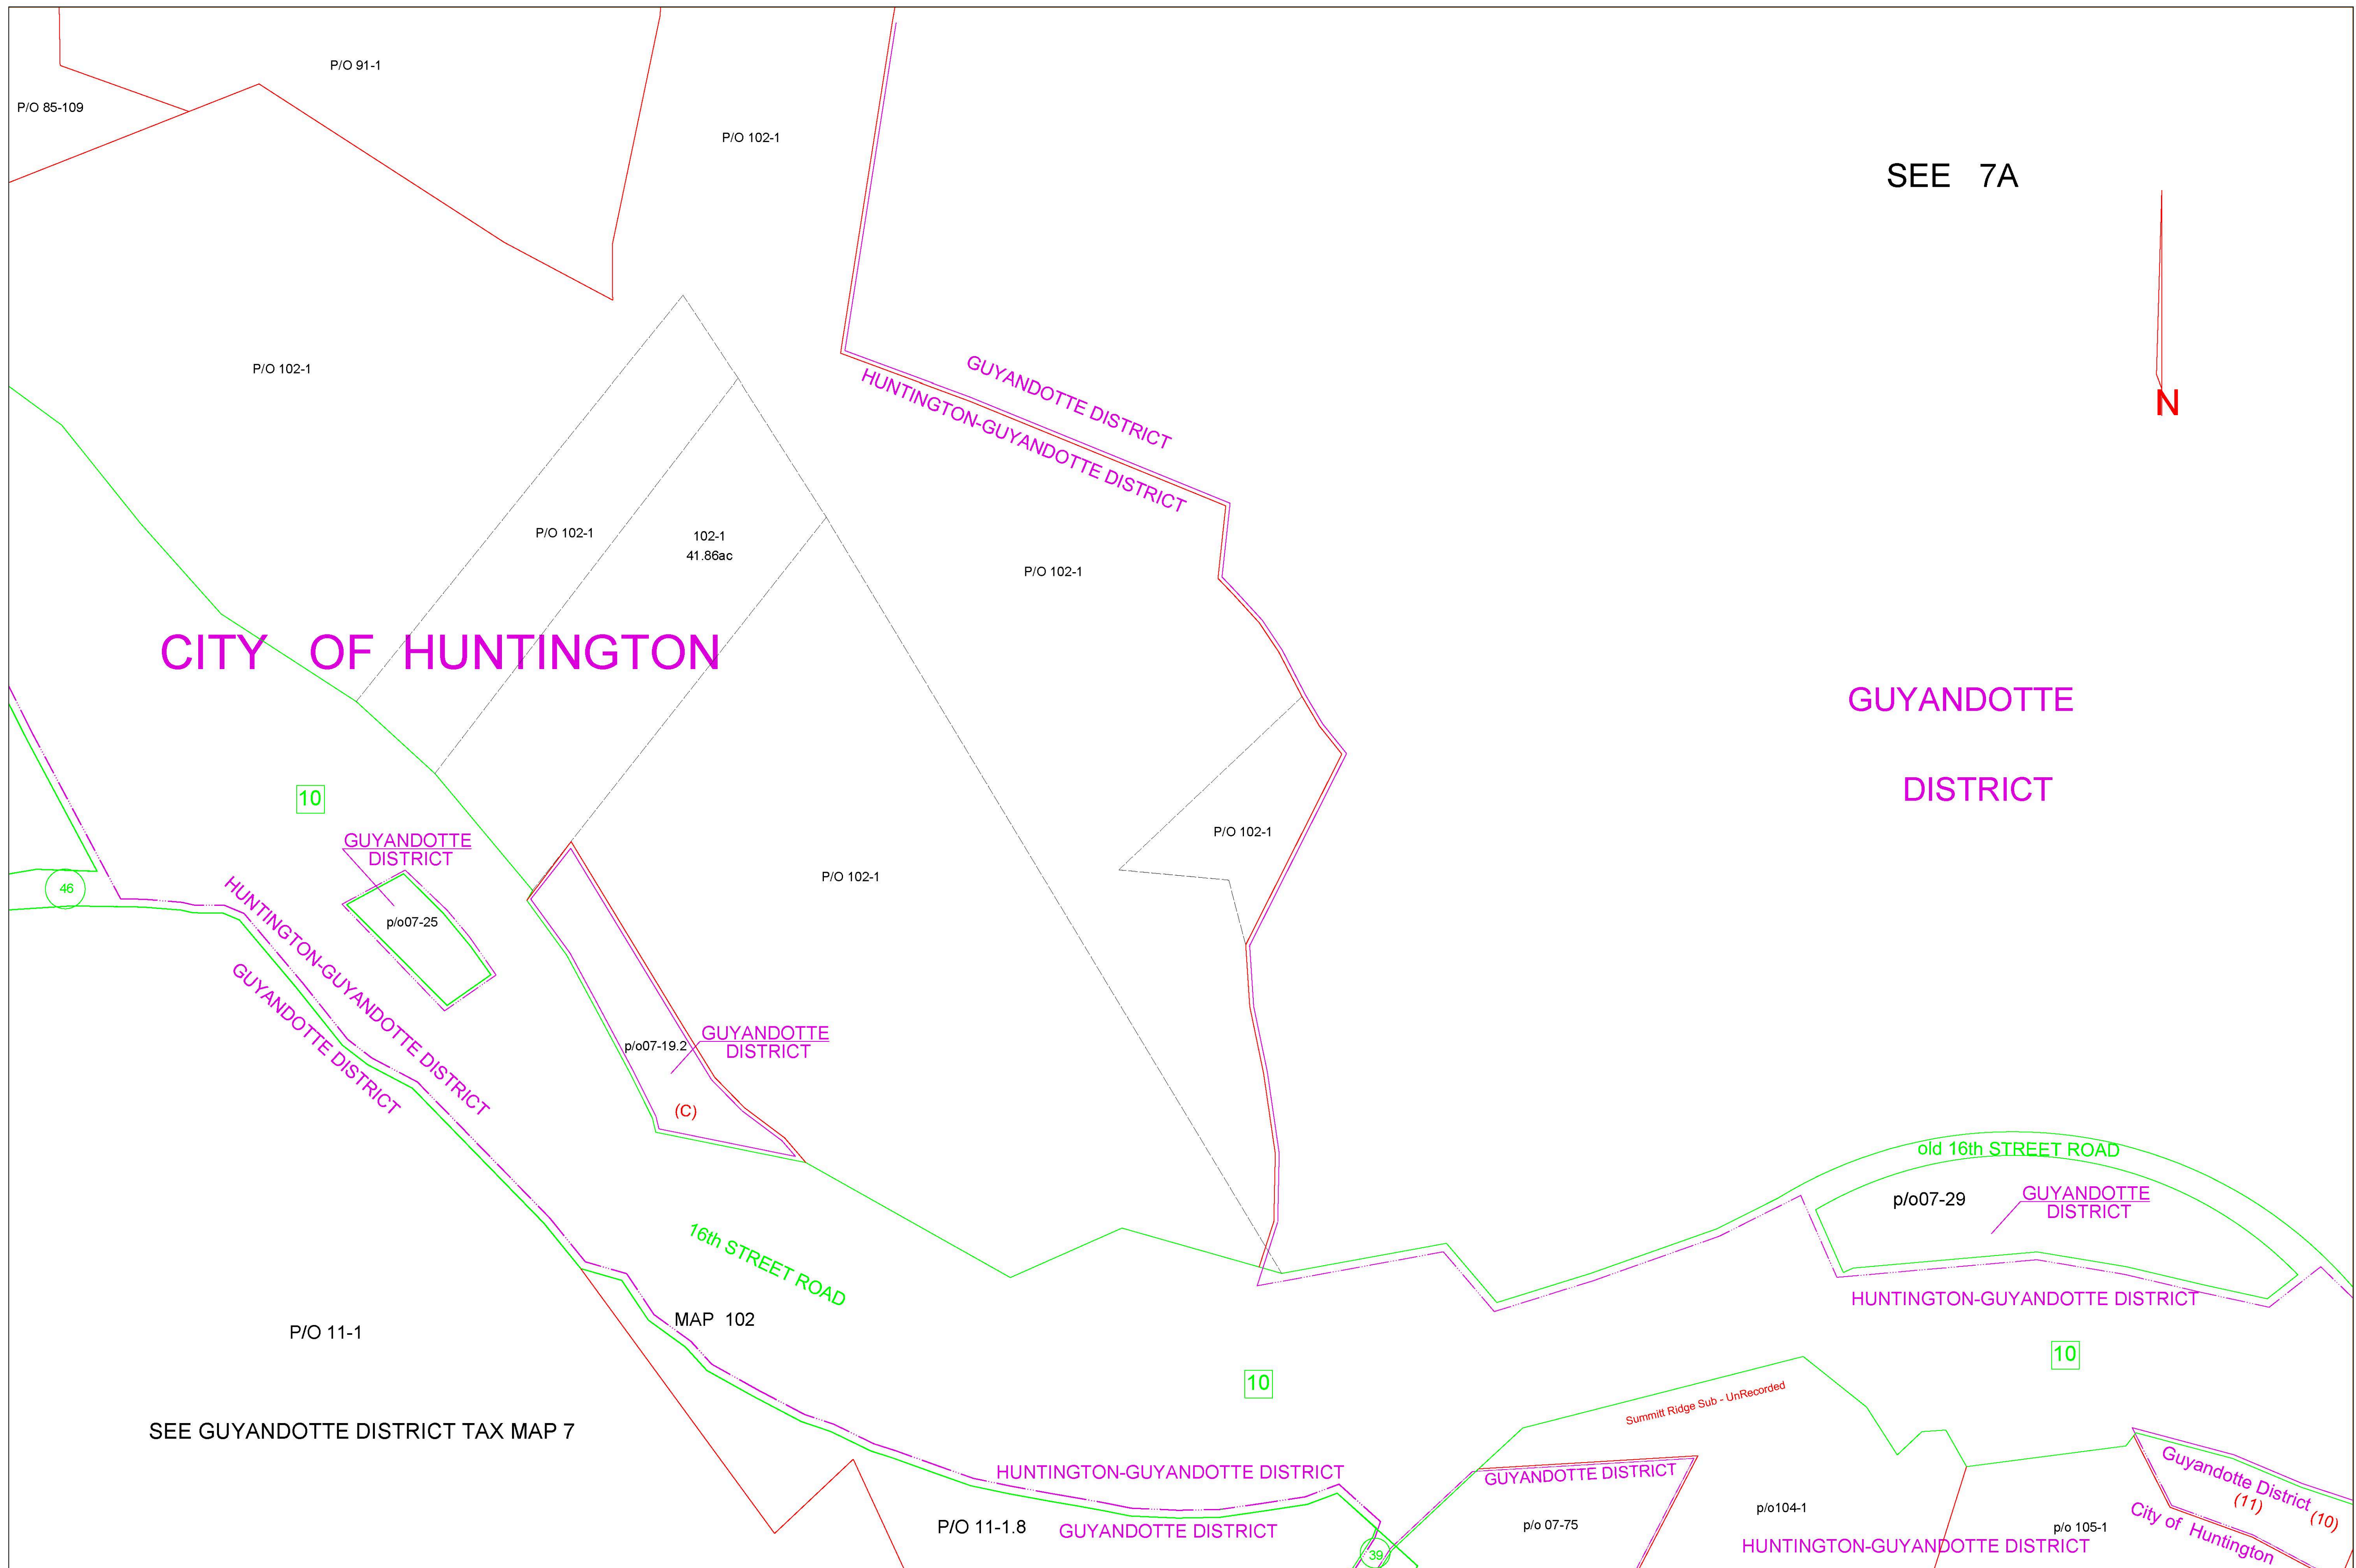 P/O 91-1
P/O 85-109
P/O 102-1
SEE 7A
N
P/O 102-1
GUYANDOTTE DISTRICT
HUNTINGTON-GUYANDOTTE DISTRICT
P/O 102-1
102-1
41.86ac
P/O 102-1
CITY OF HUNTINGTON
GUYANDOTTE
DISTRICT
10
GUYANDOTTE
DISTRICT
P/O 102-1
P/O 102-1
46
p/o07-25
HUNTINGTON-GUYANDOTTE DISTRICT
GUYANDOTTE DISTRICT
p/o07-19.2
GUYANDOTTE
DISTRICT
(C)
old 16th STREET ROAD
p/o07-29
GUYANDOTTE
DISTRICT
16th STREET ROAD
HUNTINGTON-GUYANDOTTE DISTRICT
MAP 102
P/O 11-1
10
10
Summitt Ridge Sub - UnRecorded
SEE GUYANDOTTE DISTRICT TAX MAP 7
HUNTINGTON-GUYANDOTTE DISTRICT
GUYANDOTTE DISTRICT
Guyandotte District
(11)
(10)
P/O 11-1.8
GUYANDOTTE DISTRICT
p/o 07-75
p/o104-1
p/o 105-1
City of Huntington
HUNTINGTON-GUYANDOTTE DISTRICT
39